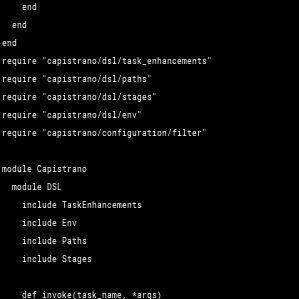 end
  end
end
require "capistrano/dsl/task_enhancements"
require "capistrano/dsl/paths"
require "capistrano/dsl/stages"
require "capistrano/dsl/env"
require "capistrano/configuration/filter"

module Capistrano
  module DSL
    include TaskEnhancements
    include Env
    include Paths
    include Stages

    def invoke(task_name, *args)